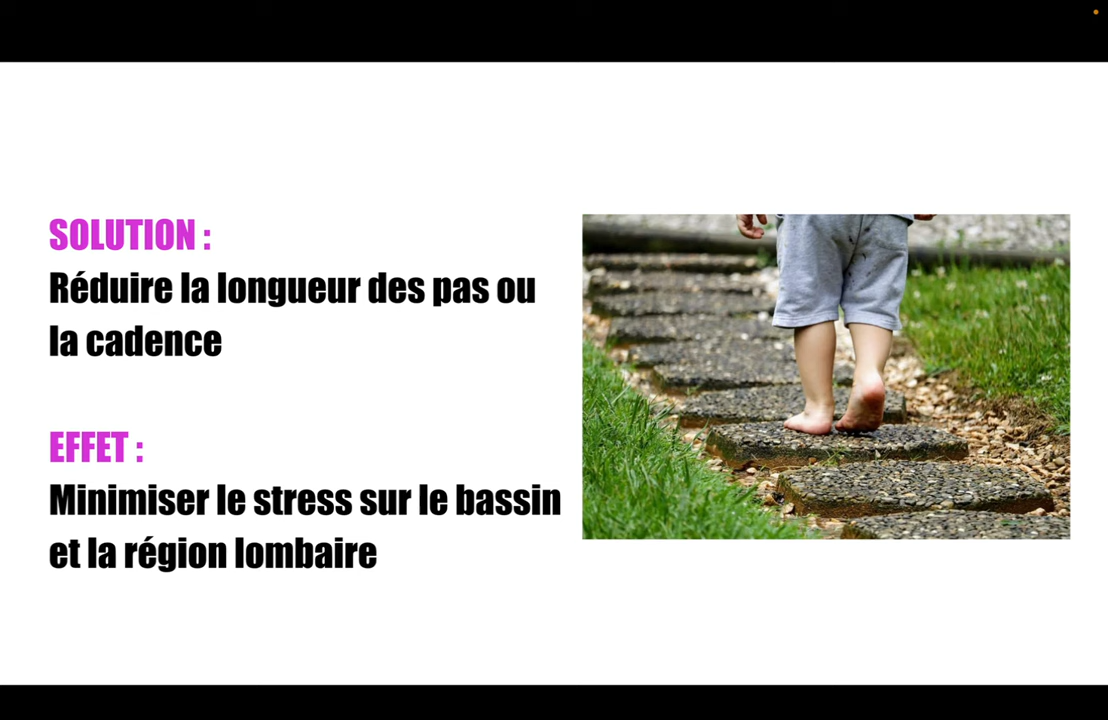 SOLUTION :
Réduire la longueur des pas ou
la cadence
EFFET :
Minimiser le stress sur le bassin
et la région lombaire